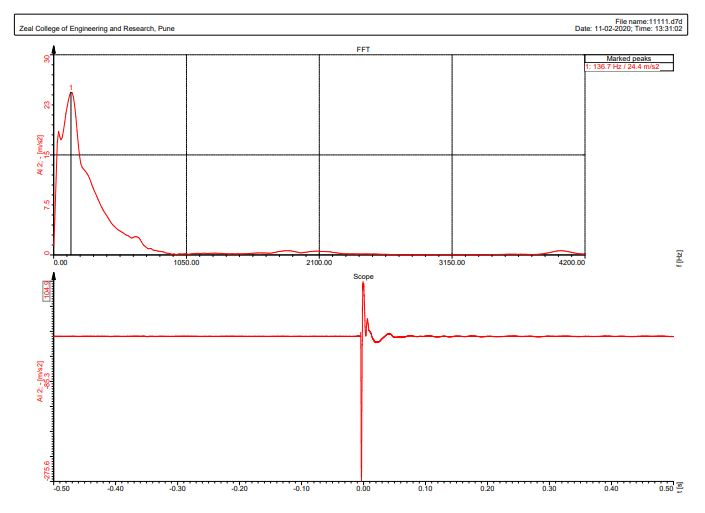 File name:11111.d7d
Zeal College of Engineering and Research, Pune
Date: 11-02-2020; Time: 13:31:02
FFT
Marked peaks
1: 136.7 Hz / 24.4 m/s2
1
30
23
15
7.5
0
AI 2; - [m/s2]
0.00 1050.00 2100.00 3150.00 4200.00
f [Hz]
Scope
104.9
-85.3
-275.6
AI 2; - [m/s2]
-0.50 -0.40 -0.30 -0.20 -0.10 0.00 0.10 0.20 0.30 0.40 0.50
t [s]